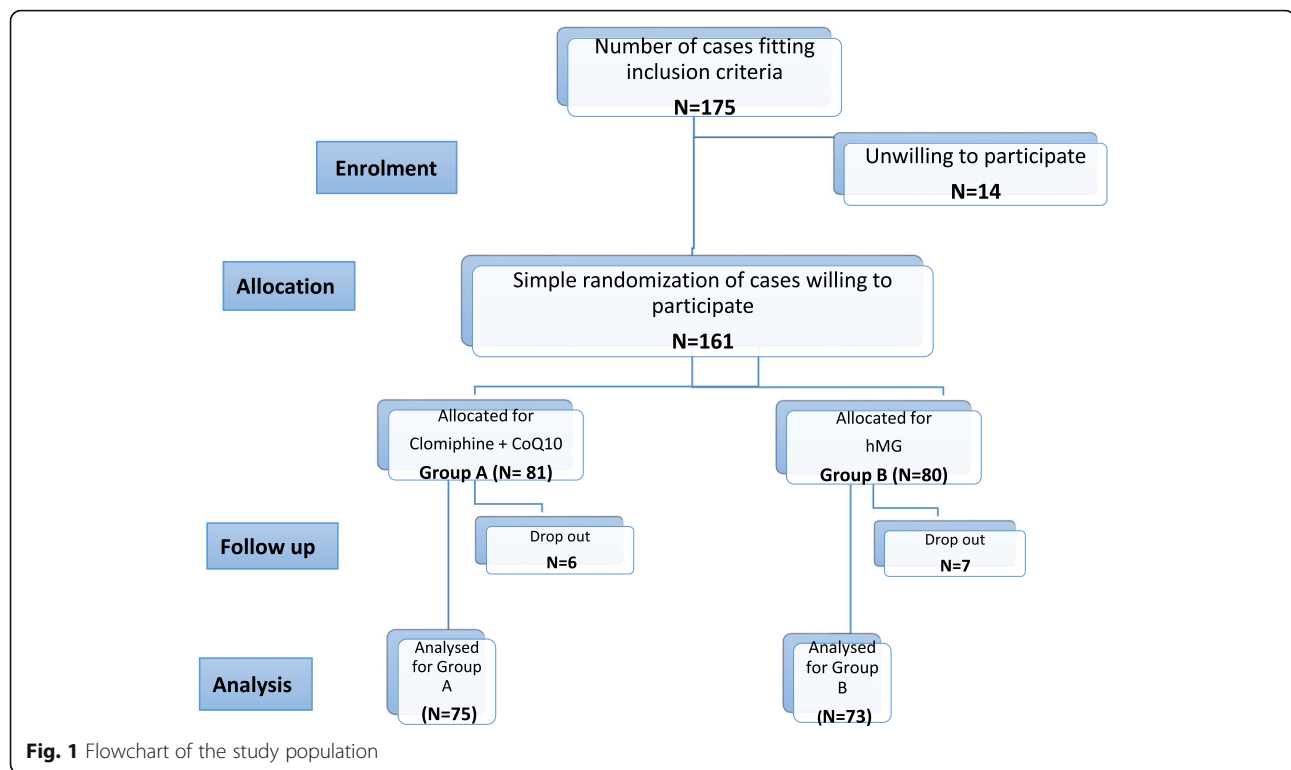 Number of cases fitting
inclusion criteria
N=175
Enrolment
Unwilling to participate
N=14
Allocation
Simple randomization of cases willing to
participate
N=161
Allocated for
Clomiphine + CoQ10
Group A (N= 81)
Allocated for
hMG
Group B (N=80)
Follow up
Drop out
N=6
Drop out
N=7
Analysis
Analysed
for Group
A
(N=75)
Analysed
for Group
B
(N=73)
Fig. 1 Flowchart of the study population